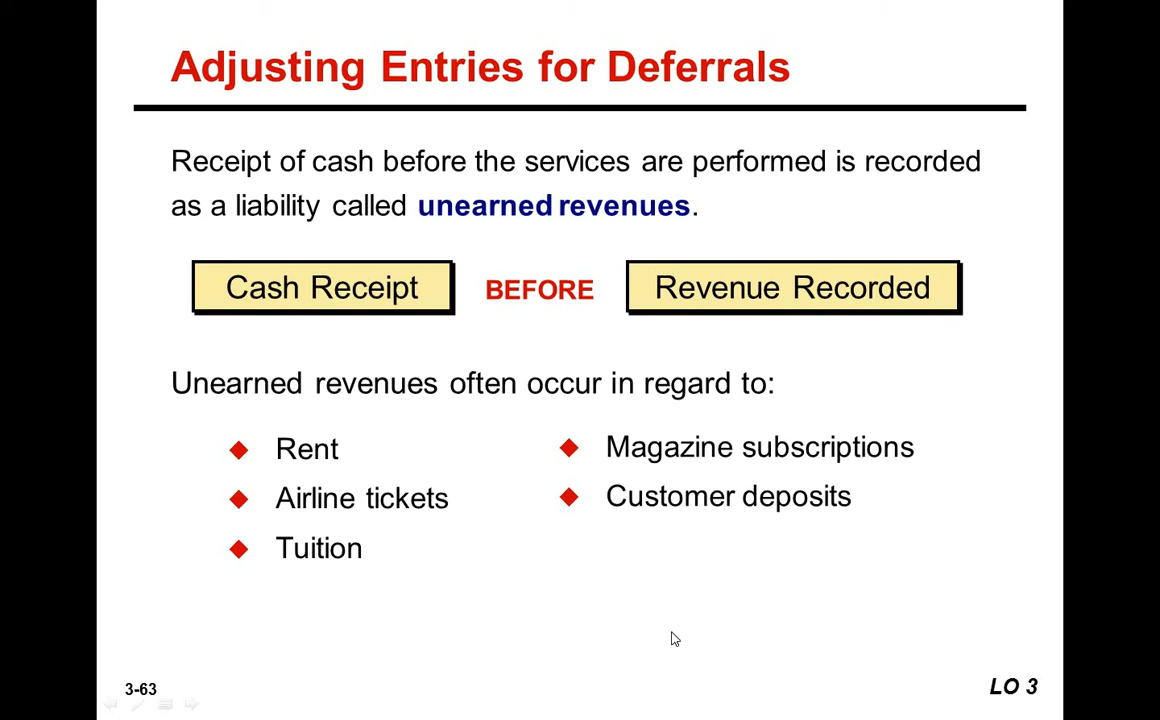 Adjusting Entries for Deferrals
Receipt of cash before the services are performed is recorded
as a liability called unearned revenues.
Cash Receipt BEFORE Revenue Recorded
Unearned revenues often occur in regard to:
Rent
Airline tickets
Tuition
Magazine subscriptions
Customer deposits
3-63
LO 3